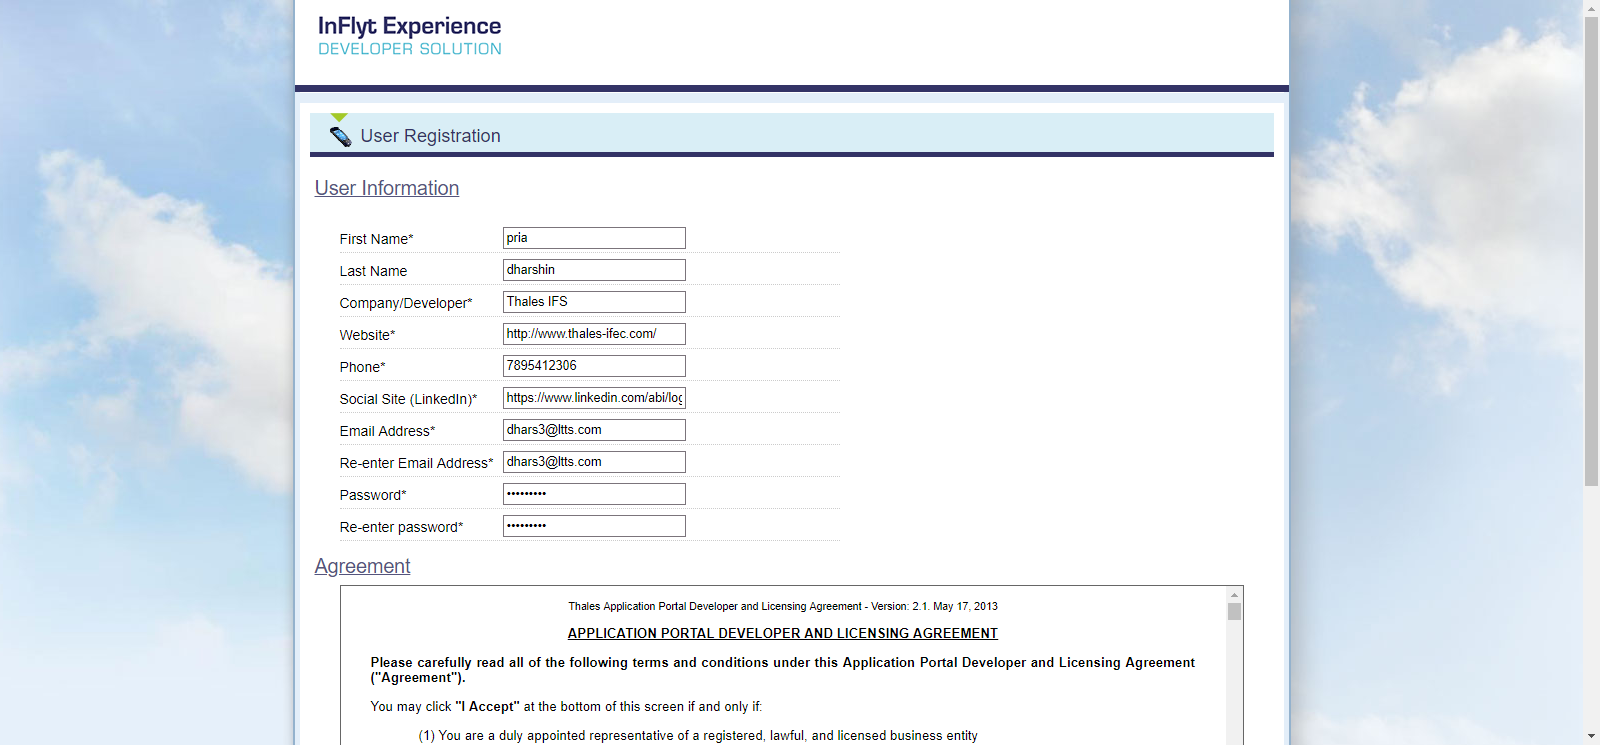 InFlyt Experience
DEVELOPER SOLUTION
User Registration
User Information
First Name* pria
Last Name dharshin
Company/Developer* Thales IFS
Website* http://www.thales-ifec.com/
Phone* 7895412306
Social Site (LinkedIn)* https://www.linkedin.com/abi/log
Email Address* dhars3@ltts.com
Re-enter Email Address* dhars3@ltts.com
Password* •••••••••
Re-enter password* •••••••••
Agreement
Thales Application Portal Developer and Licensing Agreement - Version: 2.1. May 17, 2013
APPLICATION PORTAL DEVELOPER AND LICENSING AGREEMENT
Please carefully read all of the following terms and conditions under this Application Portal Developer and Licensing Agreement
("Agreement").
You may click "I Accept" at the bottom of this screen if and only if:
(1) You are a duly appointed representative of a registered, lawful, and licensed business entity